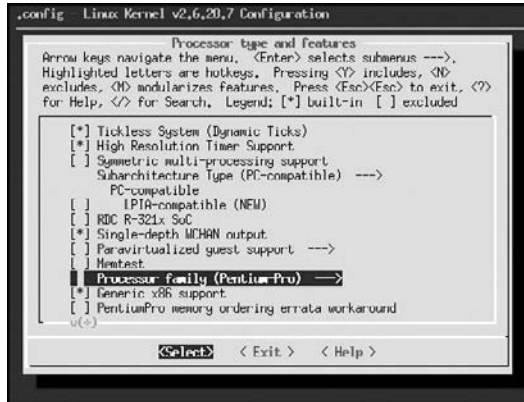 .config - Linux Kernel v2.6.20.7 Configuration
Processor type and features
Arrow keys navigate the menu. <Enter> selects submenus --->.
Highlighted letters are hotkeys. Pressing <Y> includes, <N>
excludes, <M> modularizes features. Press <Esc><Esc> to exit, <?>
for Help, </> for Search. Legend: [*] built-in [ ] excluded
[*] Tickless System (Dynamic Ticks)
[*] High Resolution Timer Support
[ ] Symmetric multi-processing support
Subarchitecture Type (PC-compatible) --->
PC-compatible
[ ] LPIA-compatible (NEW)
[ ] RDC R-321x SoC
[*] Single-depth WCHAN output
[ ] Paravirtualized guest support --->
[ ] Memtest
Processor family (Pentium-Pro) --->
[*] Generic x86 support
[ ] PentiumPro memory ordering errata workaround
v(+)
<Select> < Exit > < Help >